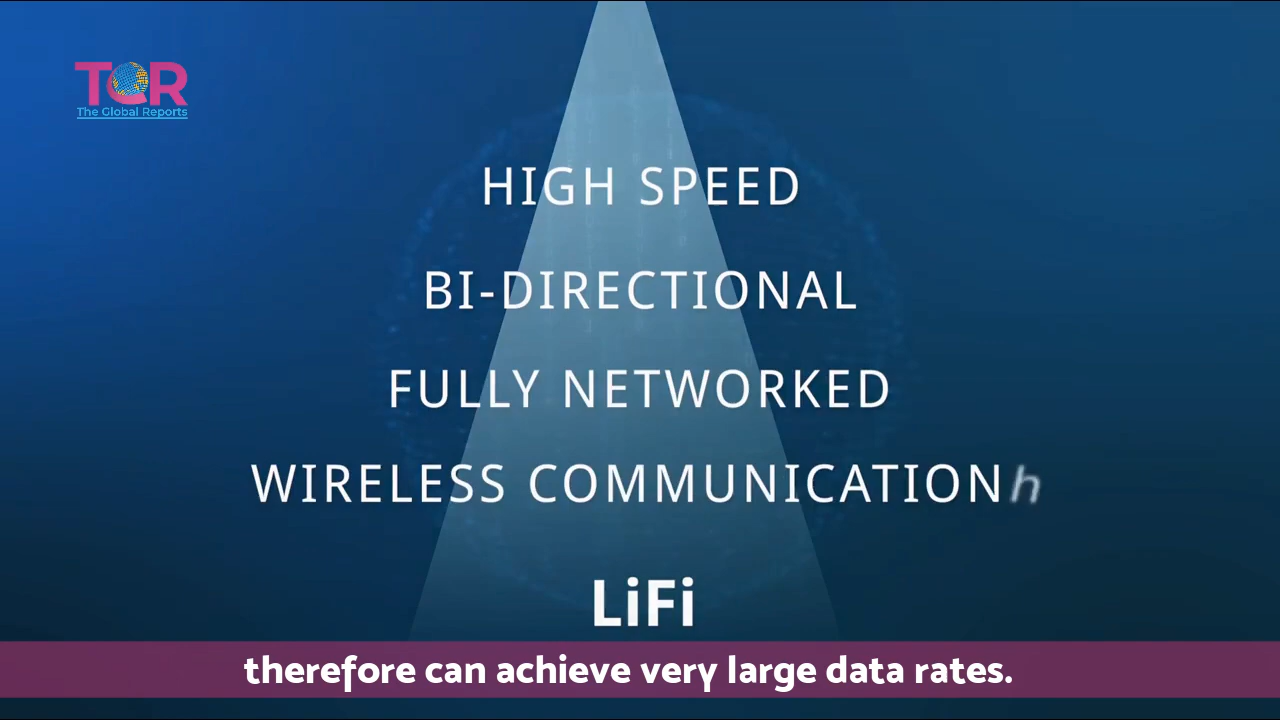 TGR
The Global Reports
HIGH SPEED
BI-DIRECTIONAL
FULLY NETWORKED
WIRELESS COMMUNICATIONh
LiFi
therefore can achieve very large data rates.